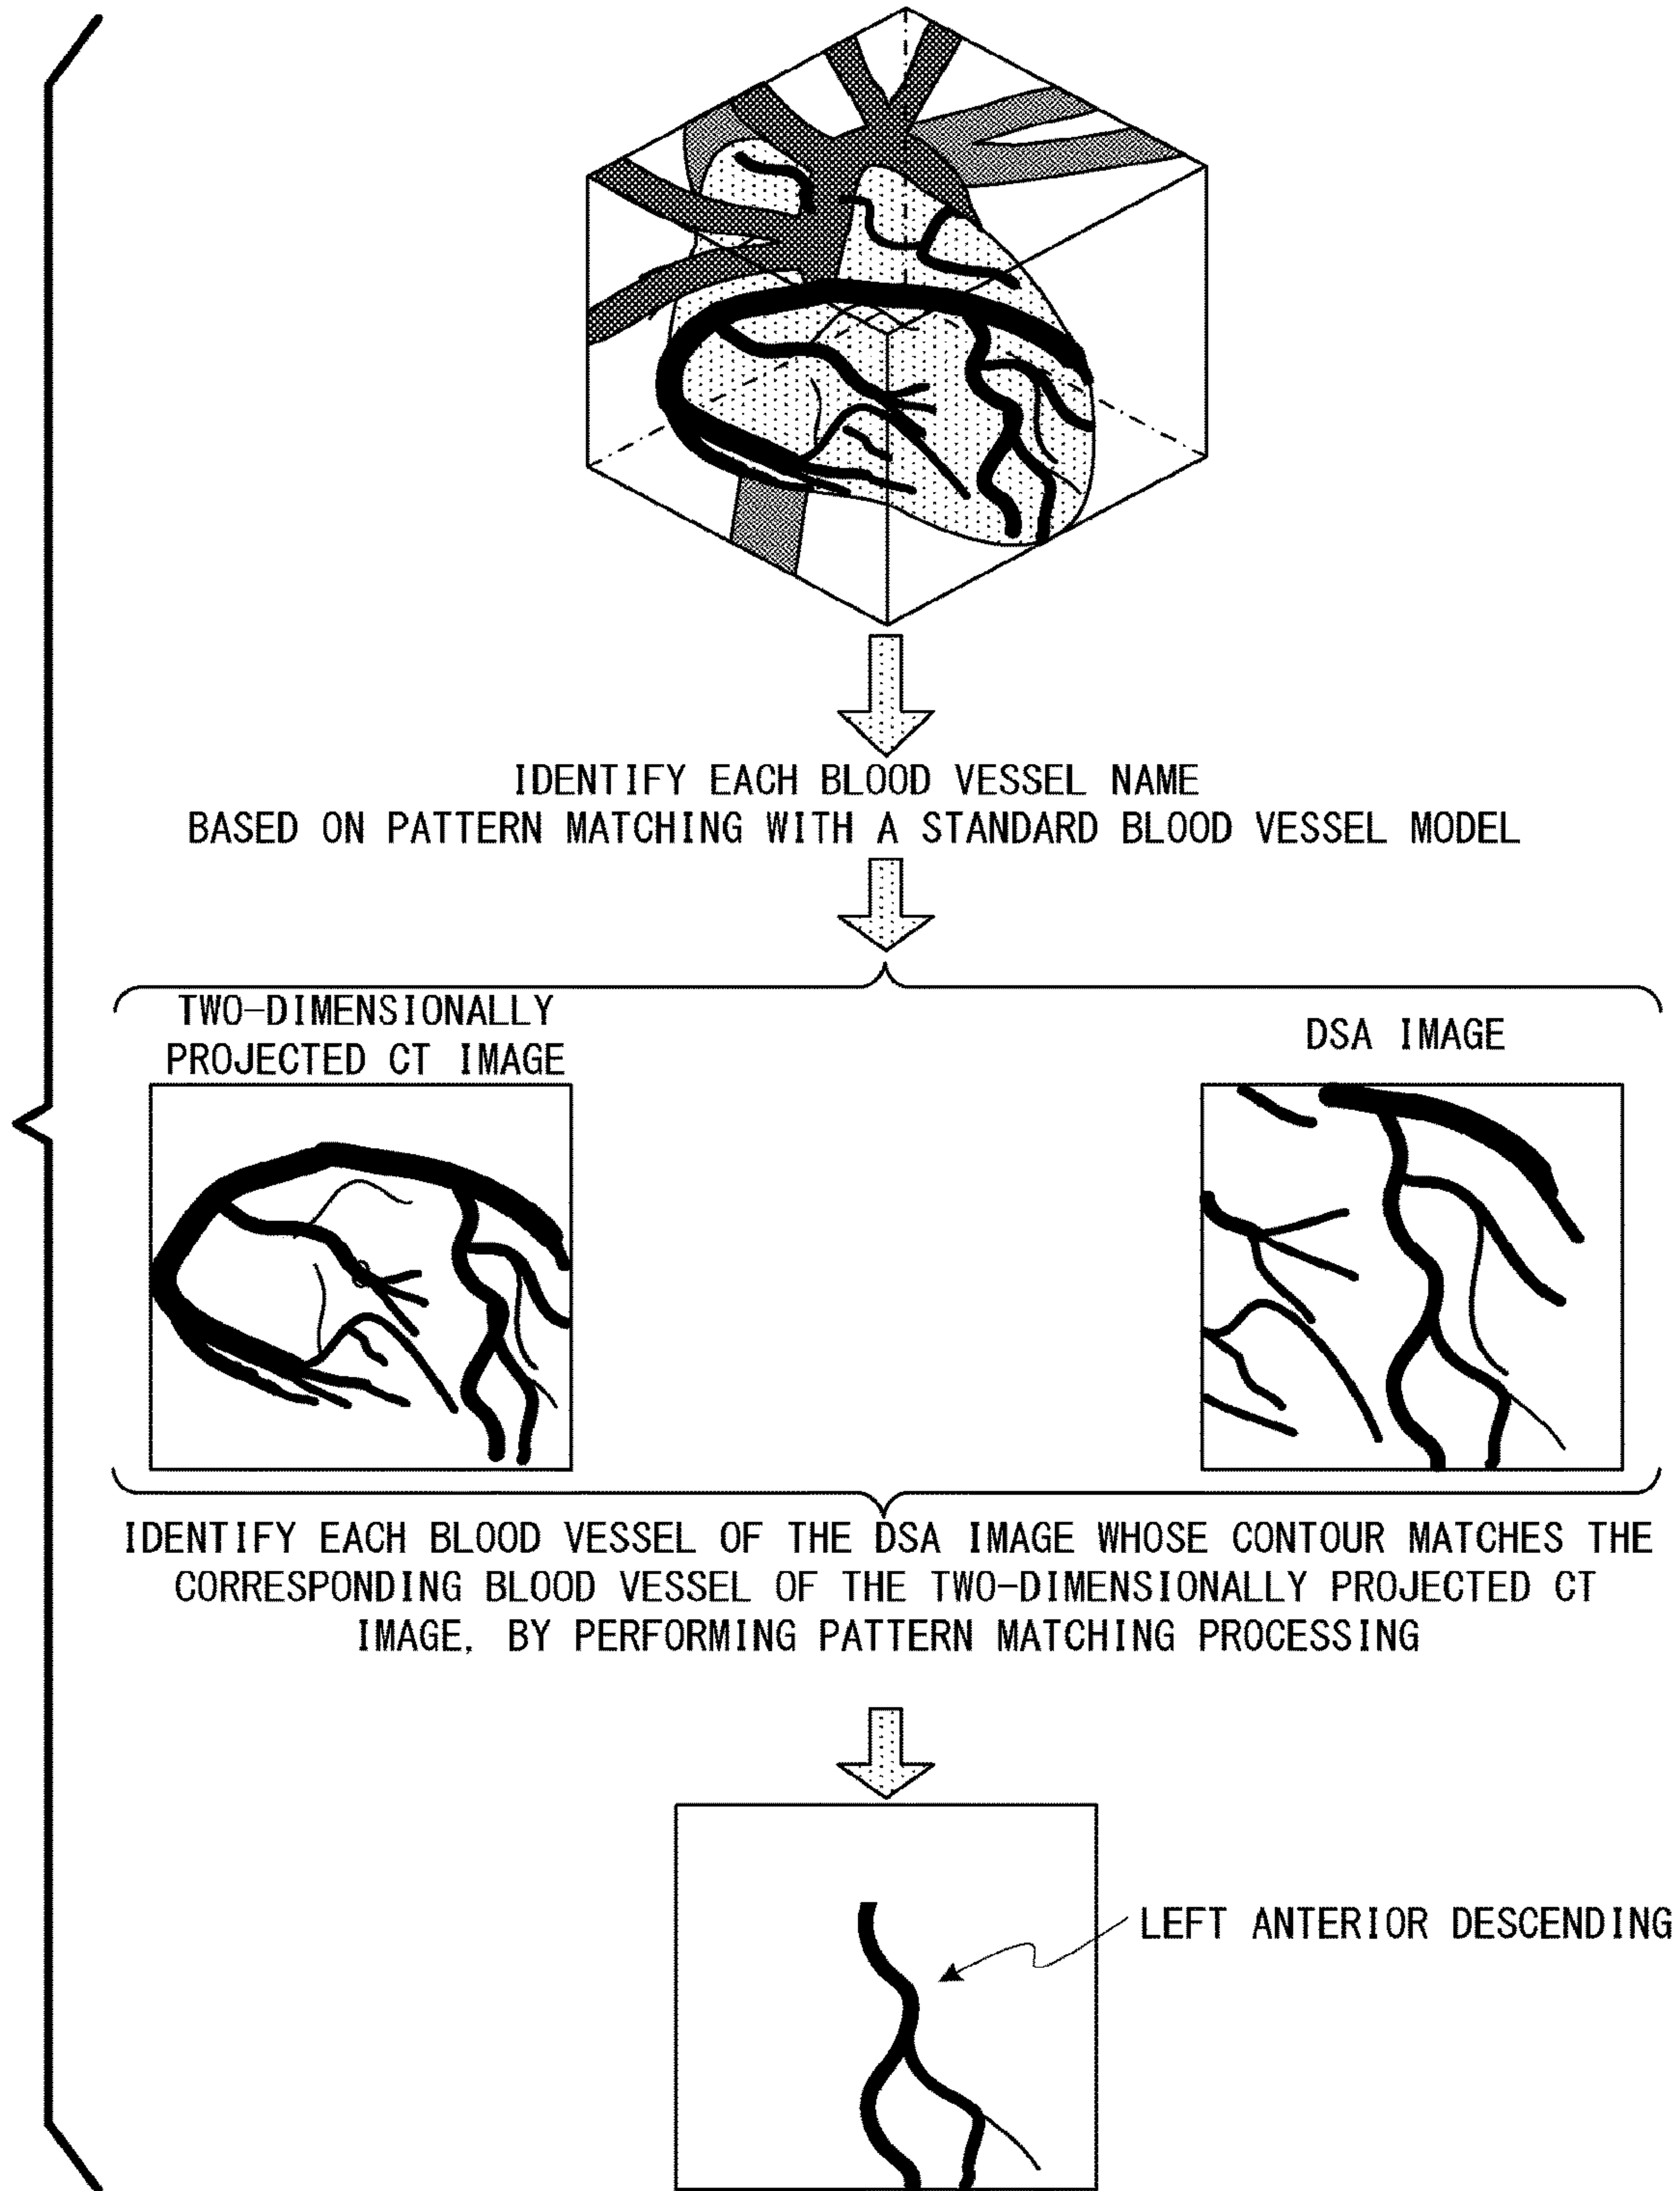 IDENTIFY EACH BLOOD VESSEL NAME
BASED ON PATTERN MATCHING WITH A STANDARD BLOOD VESSEL MODEL
TWO-DIMENSIONALLY
PROJECTED CT IMAGE
DSA IMAGE
IDENTIFY EACH BLOOD VESSEL OF THE DSA IMAGE WHOSE CONTOUR MATCHES THE
CORRESPONDING BLOOD VESSEL OF THE TWO-DIMENSIONALLY PROJECTED CT
IMAGE, BY PERFORMING PATTERN MATCHING PROCESSING
LEFT ANTERIOR DESCENDING